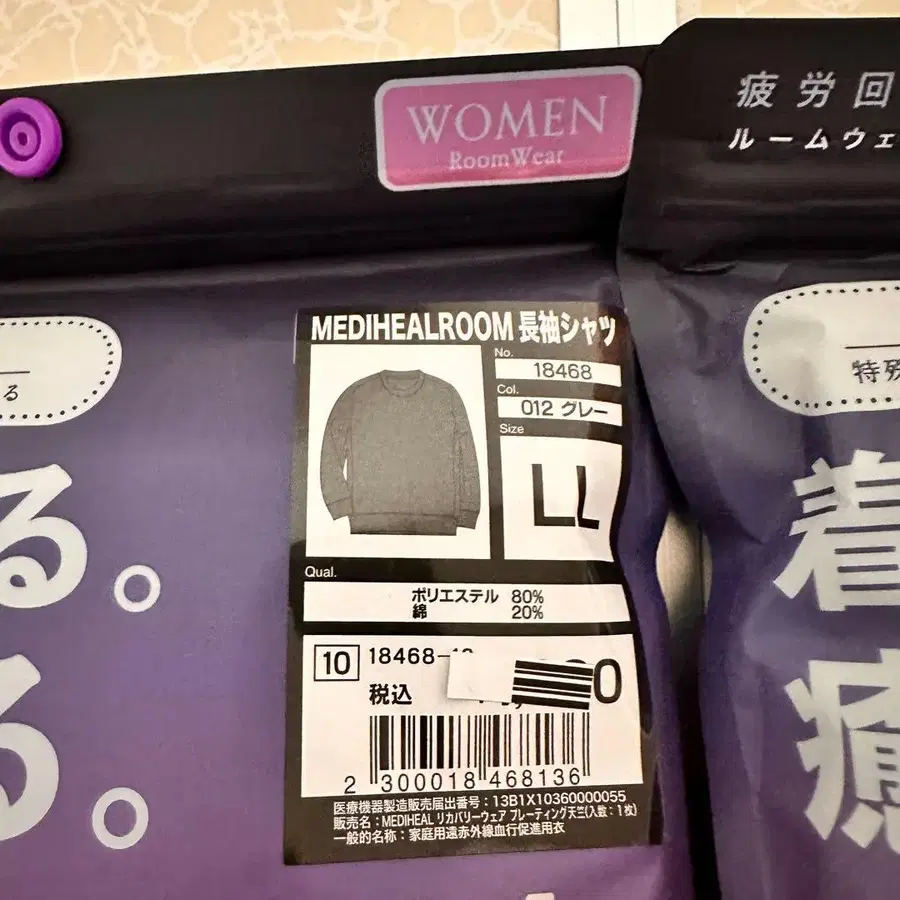 WOMEN
RoomWear
疲労回
ルームウェ
る
特殊
る。
る。
着
癒
MEDIHEALROOM 長袖シャツ
No.
18468
Col.
012 グレー
Size
LL
Qual.
ポリエステル 80%
綿 20%
10 18468-
税込 0
2 300018 468136
医療機器製造販売届出番号：13B1X10360000055
販売名：MEDIHEAL リカバリーウェア プレーティング天竺(入数：1枚)
一般的名称：家庭用遠赤外線血行促進用衣